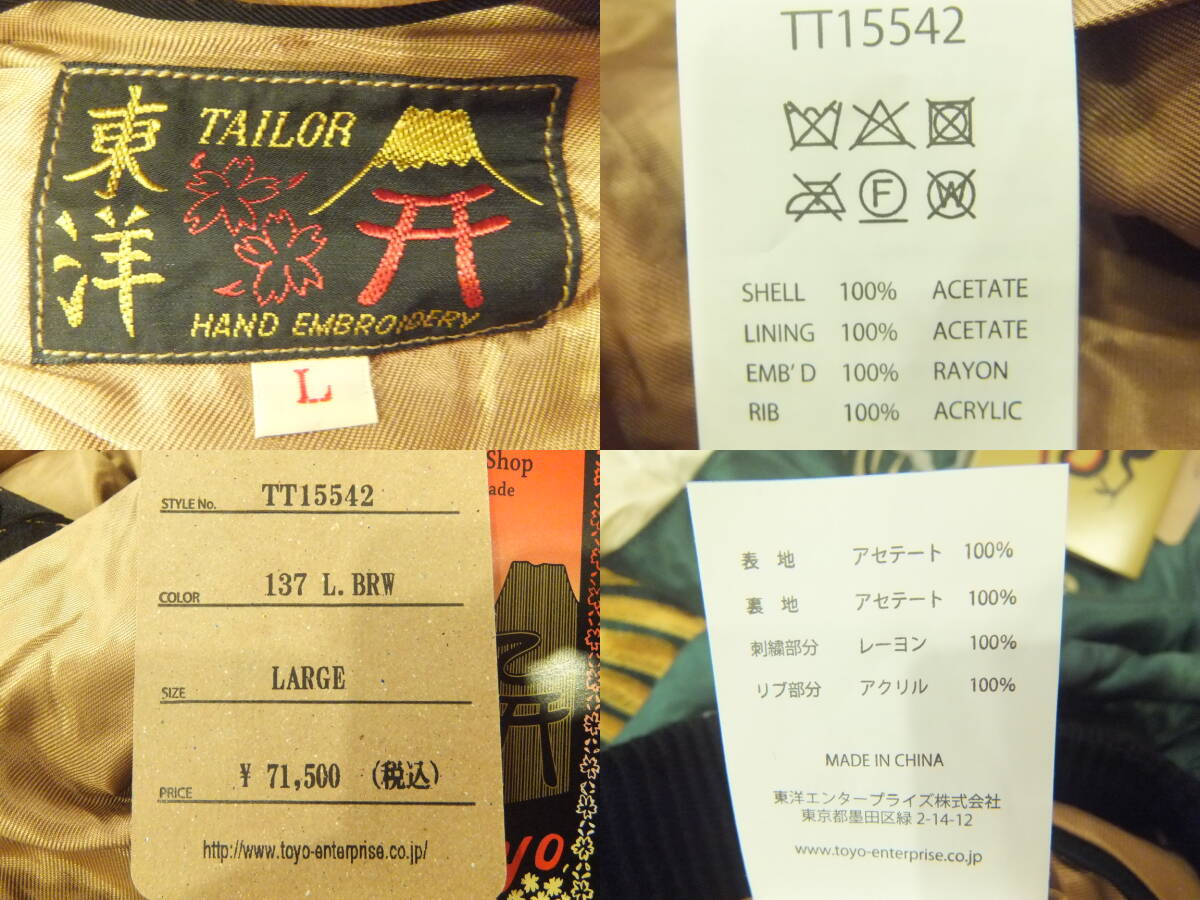 東洋
TAILOR
HAND EMBROIDERY
L
TT15542
F
W
SHELL 100% ACETATE
LINING 100% ACETATE
EMB'D 100% RAYON
RIB 100% ACRYLIC
STYLE No. TT15542
COLOR 137 L.BRW
SIZE LARGE
PRICE ¥ 71,500 (税込)
http://www.toyo-enterprise.co.jp/
Shop
ade
oyo
表地 アセテート 100%
裏地 アセテート 100%
刺繍部分 レーヨン 100%
リブ部分 アクリル 100%
MADE IN CHINA
東洋エンタープライズ株式会社
東京都墨田区緑 2-14-12
www.toyo-enterprise.co.jp